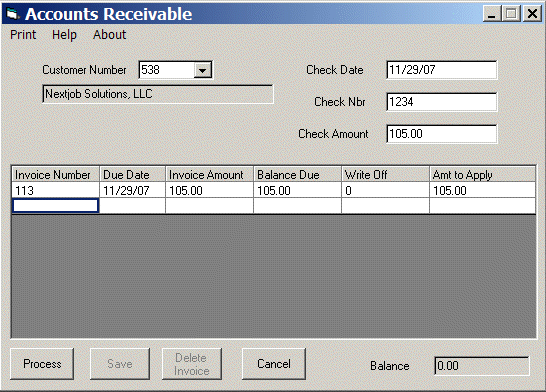 Accounts Receivable
Print Help About
Customer Number 538 Check Date 11/29/07
Nextjob Solutions, LLC
Check Nbr 1234
Check Amount 105.00
Invoice Number Due Date Invoice Amount Balance Due Write Off Amt to Apply
113 11/29/07 105.00 105.00 0 105.00
Process Save Delete Invoice Cancel Balance 0.00